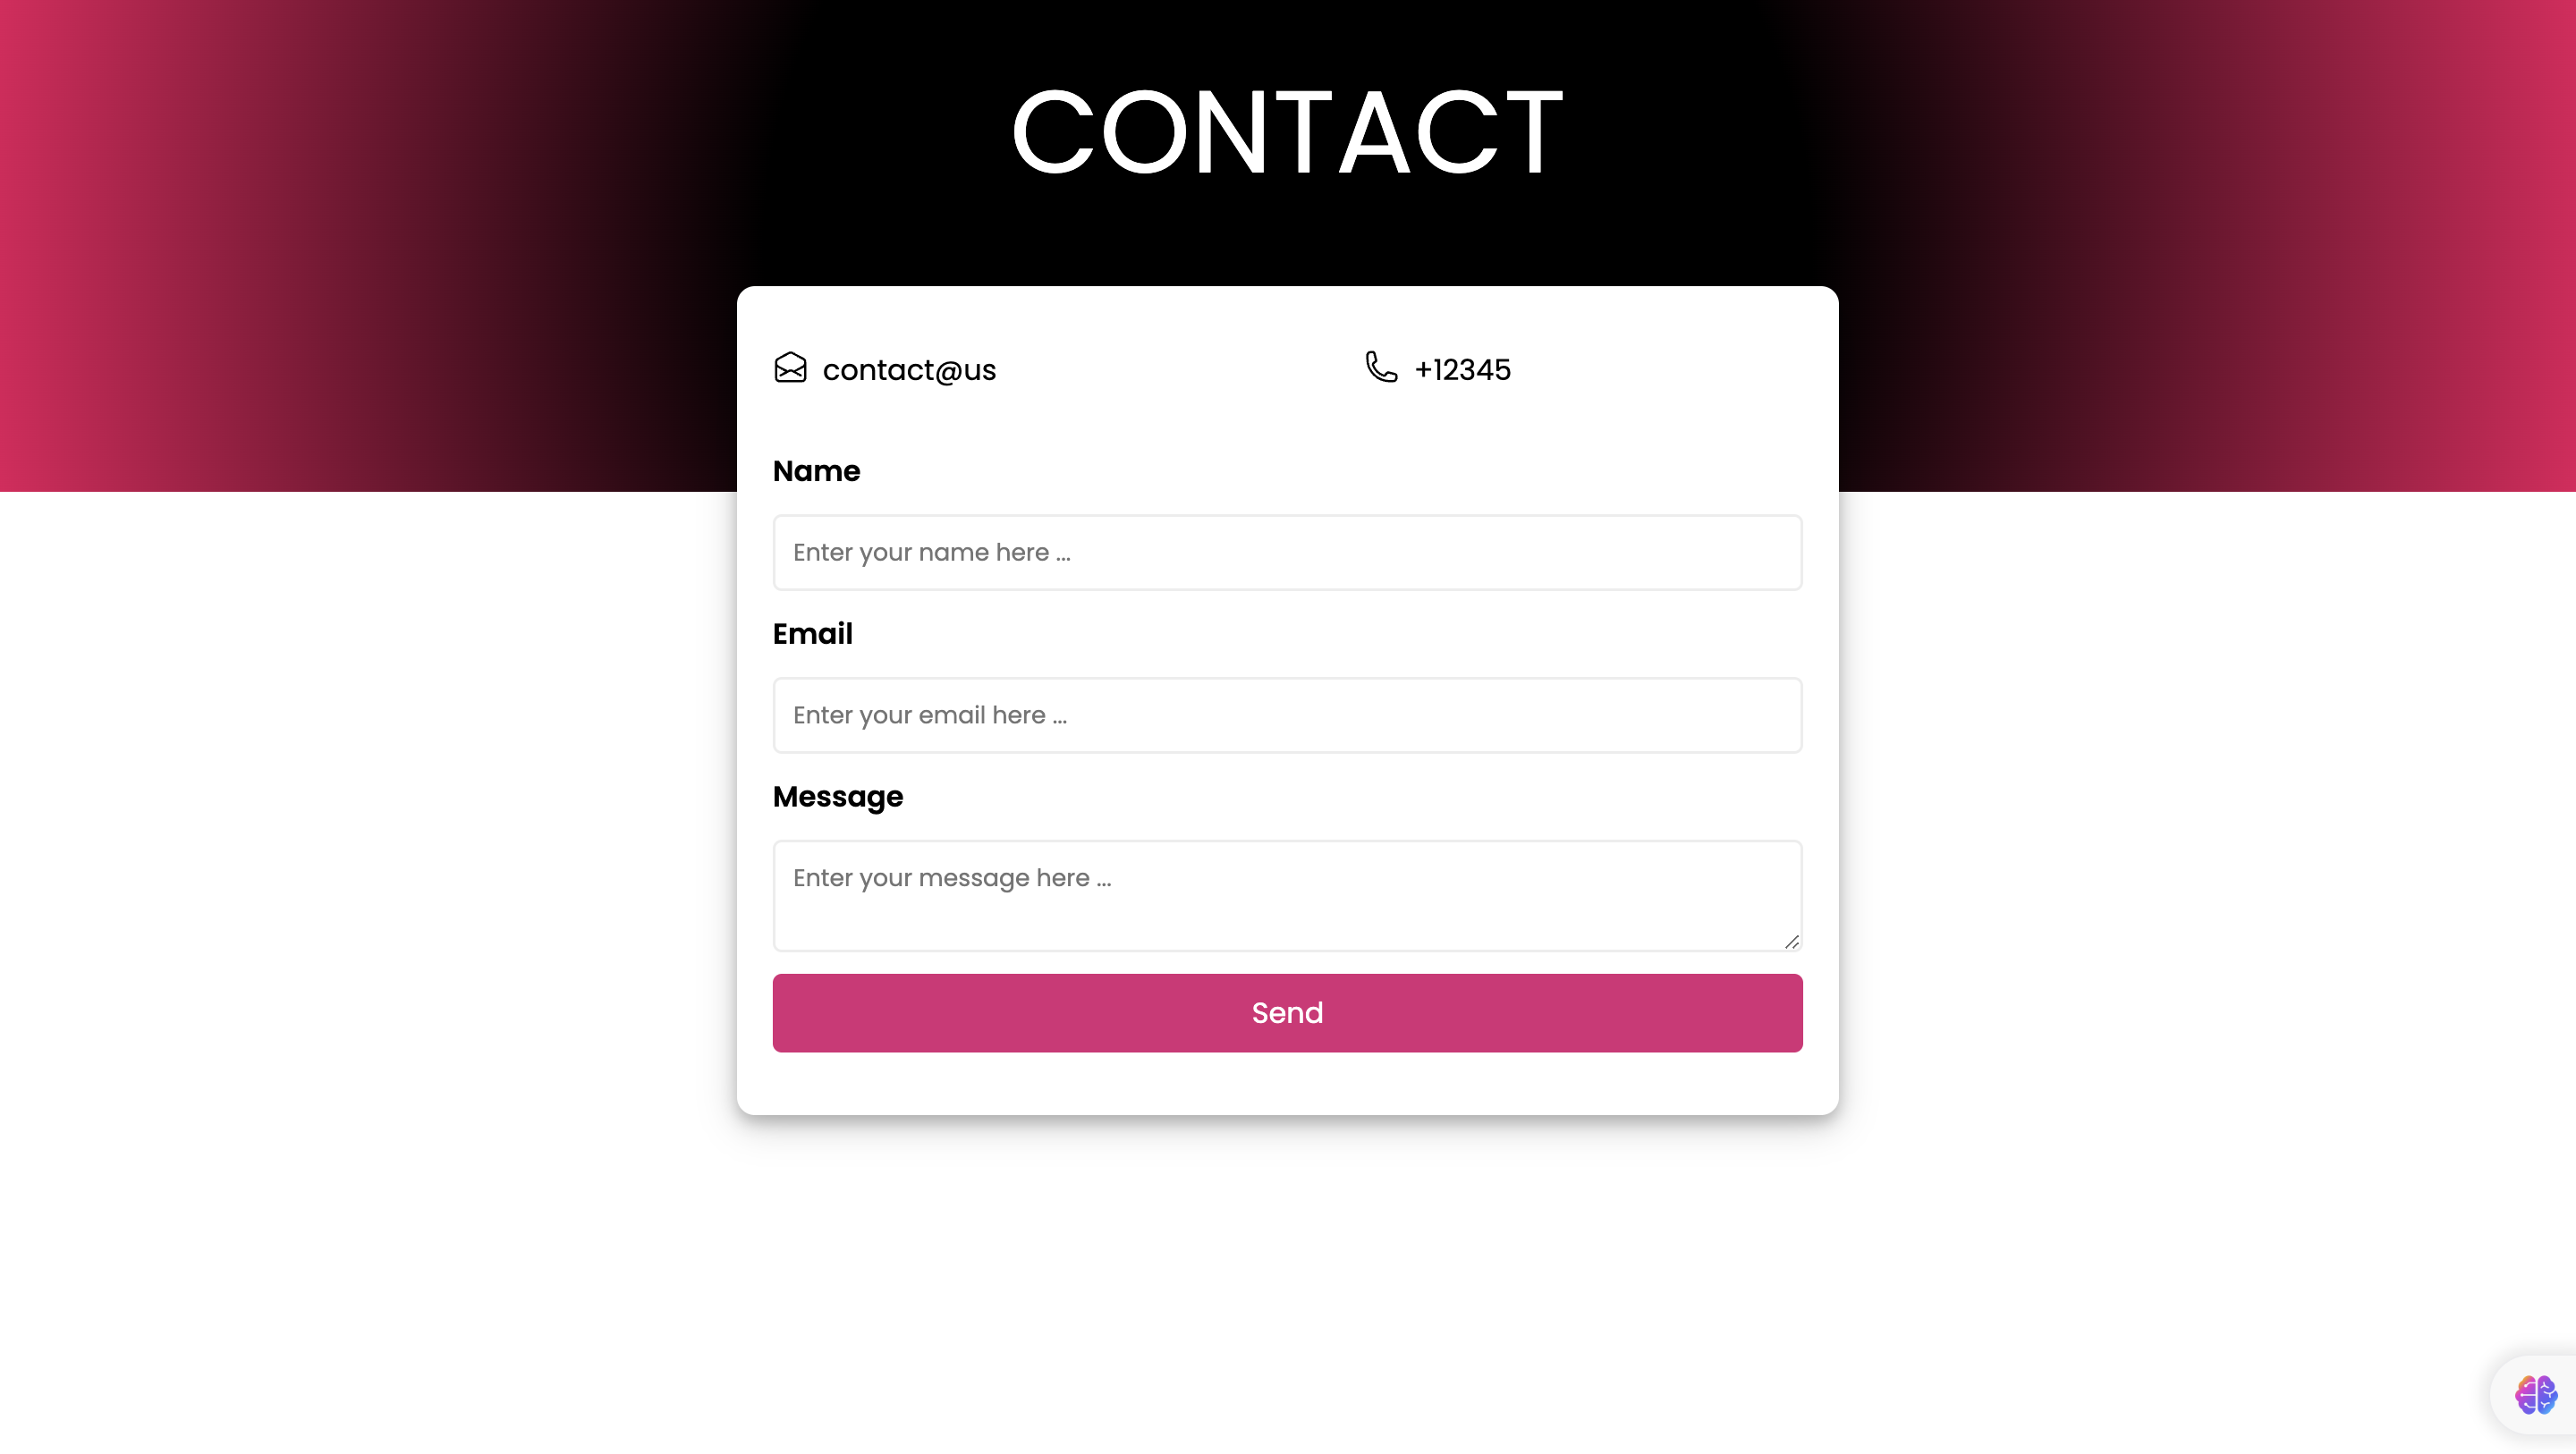 CONTACT
contact@us
+12345
Name
Enter your name here ...
Email
Enter your email here ...
Message
Enter your message here ...
Send